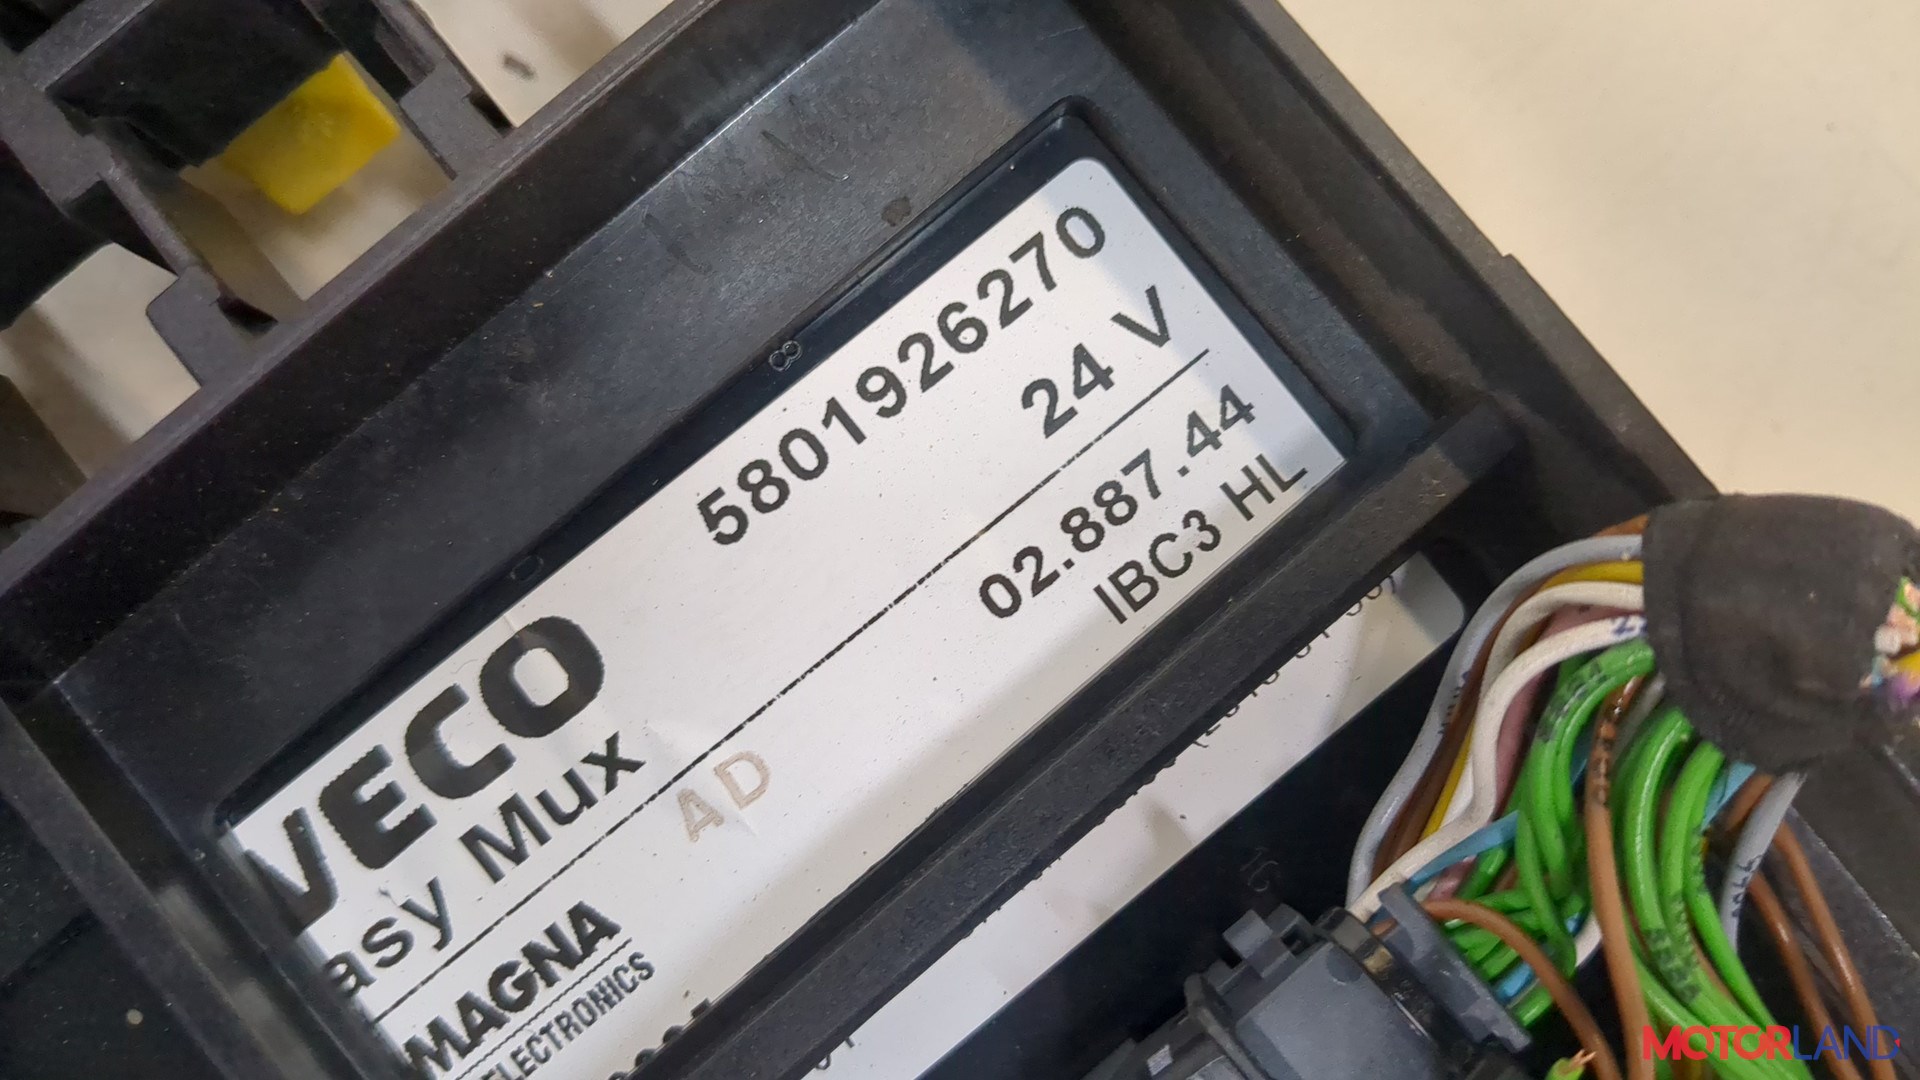 5801926270
24 V
VECO
asy Mux
02.887.44
IBC3 HL
AD
MAGNA
ELECTRONICS
MOTORLAND